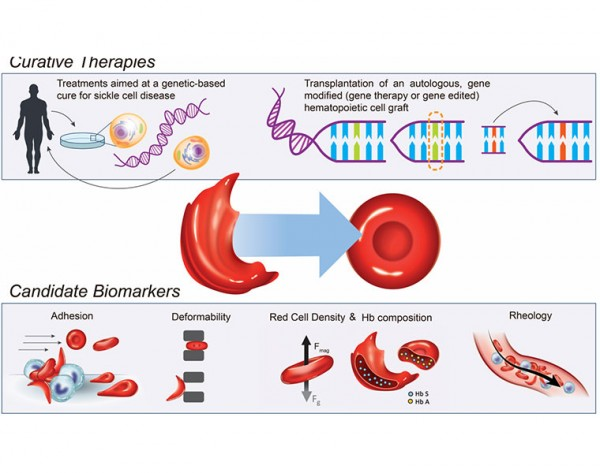 Curative Therapies
Treatments aimed at a genetic-based
cure for sickle cell disease
Transplantation of an autologous, gene
modified (gene therapy or gene edited)
hematopoietic cell graft
Candidate Biomarkers
Adhesion
Deformability
Red Cell Density & Hb composition
Rheology
Fmag
Fg
Hb S
Hb A